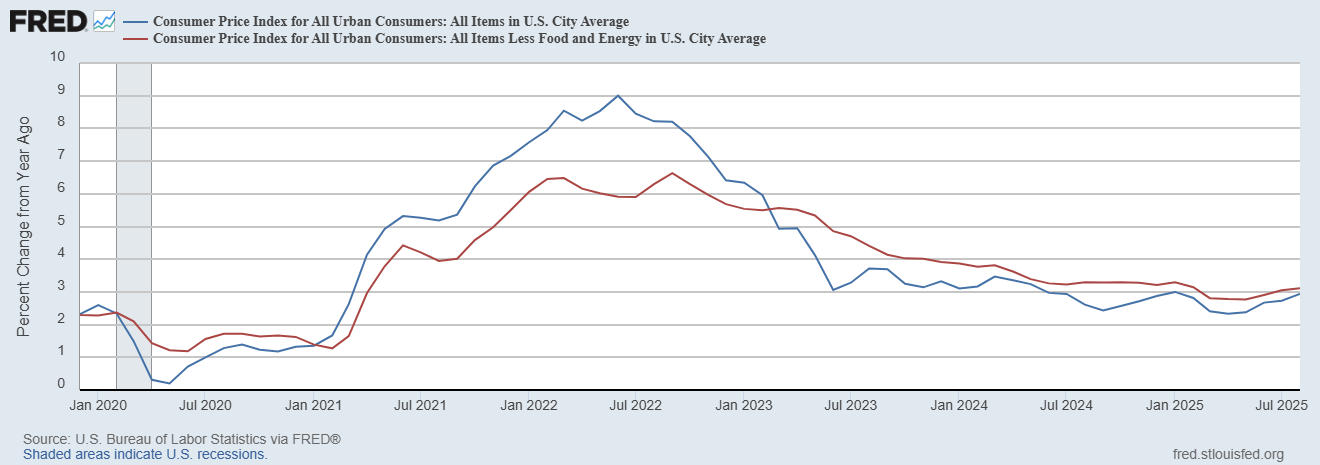 FRED
Consumer Price Index for All Urban Consumers: All Items in U.S. City Average
Consumer Price Index for All Urban Consumers: All Items Less Food and Energy in U.S. City Average
Percent Change from Year Ago
10
9
8
7
6
5
4
3
2
1
0
Jan 2020 Jul 2020 Jan 2021 Jul 2021 Jan 2022 Jul 2022 Jan 2023 Jul 2023 Jan 2024 Jul 2024 Jan 2025 Jul 2025
Source: U.S. Bureau of Labor Statistics via FRED®
Shaded areas indicate U.S. recessions. fred.stlouisfed.org